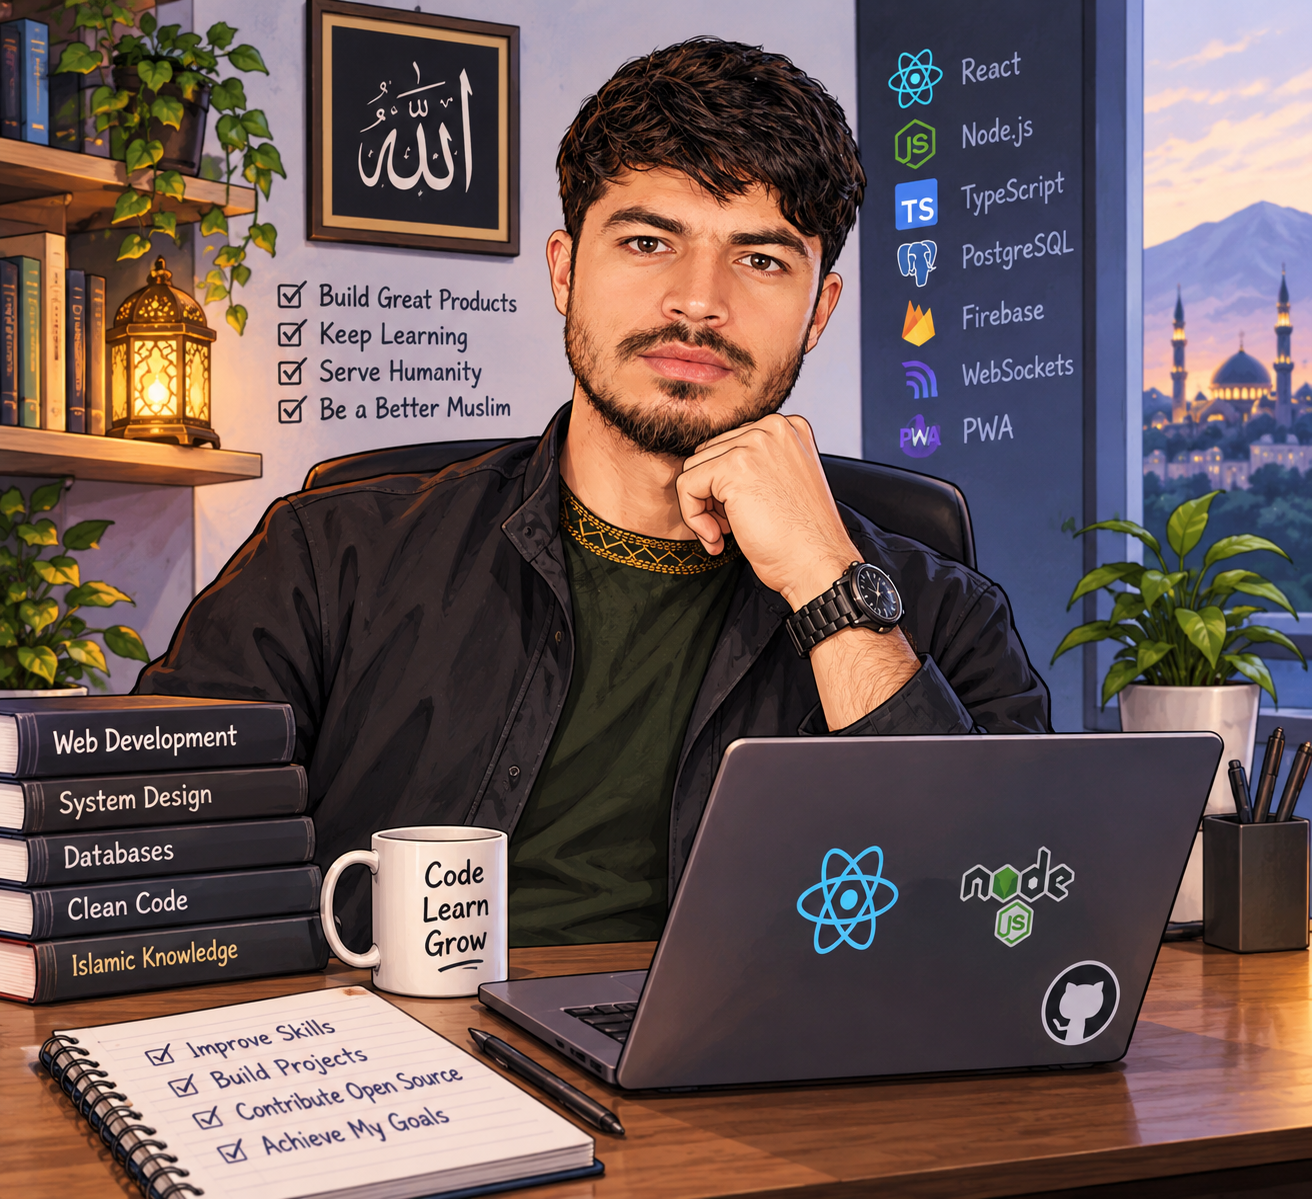 الله
Build Great Products
Keep Learning
Serve Humanity
Be a Better Muslim
React
JS
Node.js
TS
TypeScript
PostgreSQL
Firebase
WebSockets
PWA
PWA
Web Development
System Design
Databases
Clean Code
Islamic Knowledge
Code
Learn
Grow
node
JS
Improve Skills
Build Projects
Contribute Open Source
Achieve My Goals